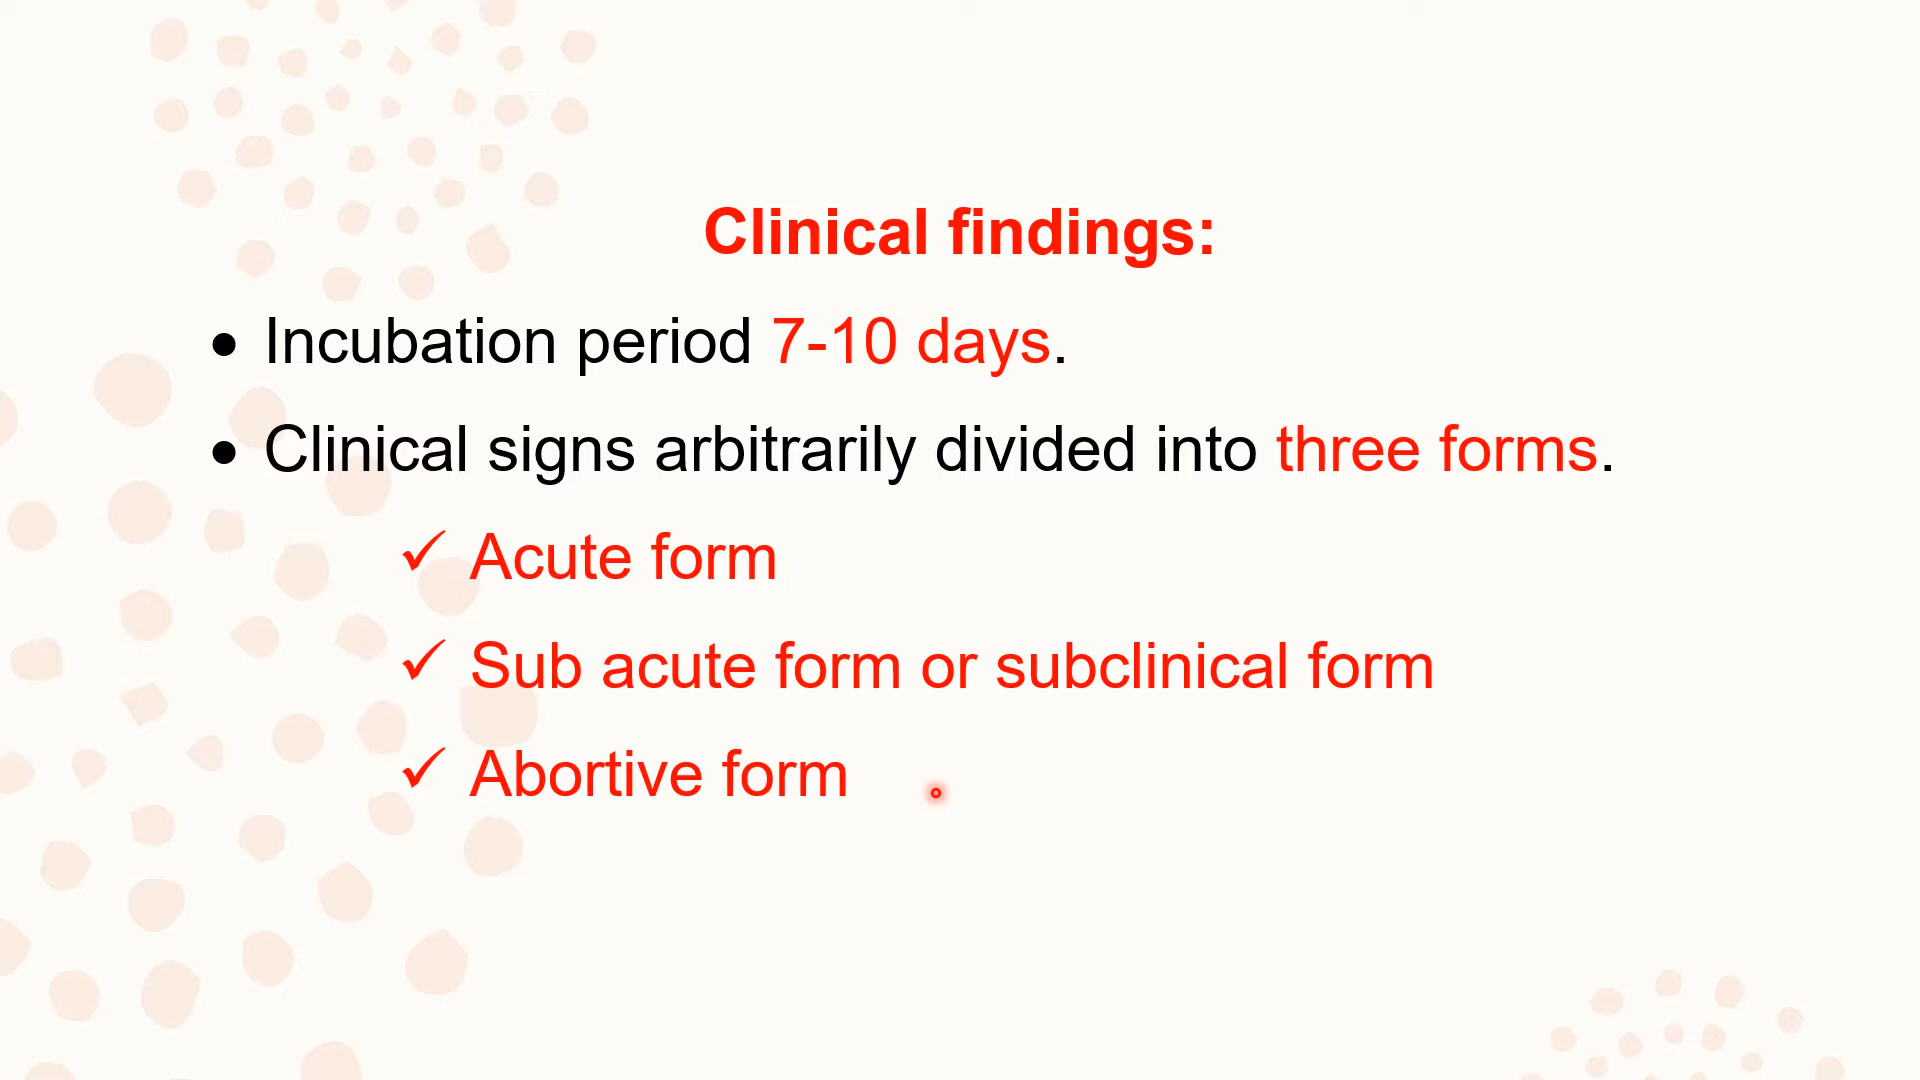 Clinical findings:
• Incubation period 7-10 days.
• Clinical signs arbitrarily divided into three forms.
✓ Acute form
✓ Sub acute form or subclinical form
✓ Abortive form